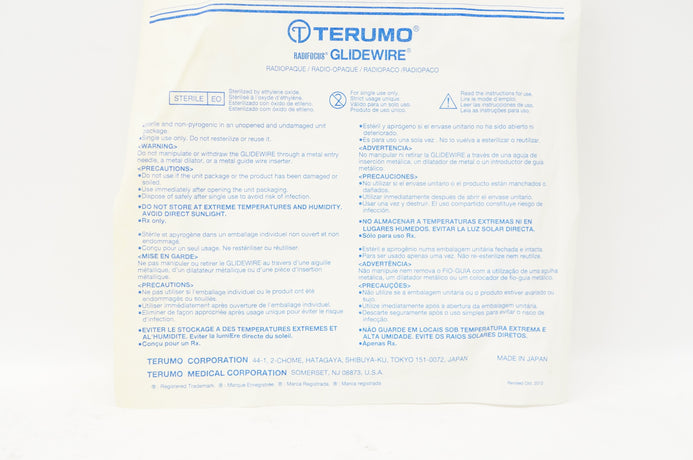 TERUMO®
RADIFOCUS® GLIDEWIRE®
RADIOPAQUE / RADIO-OPAQUE / RADIOPACO / RADIOPACO
STERILE EO
Sterilized by ethylene oxide.
Stérilisé à l'oxide d'éthylène.
Esterilizado con óxido de etileno.
Esterilizado com óxido de etileno.
2
For single use only.
Strict usage unique.
Válido para un solo uso.
Produto de uso único.
Read the instructions for use.
Lire le mode d'emploi.
Leer las instrucciones de uso.
Leia as instruções para uso.
and non-pyrogenic in an unopened and undamaged unit
package.
●Single use only. Do not resterilize or reuse it.
<WARNING>
Do not manipulate or withdraw the GLIDEWIRE through a metal entry
needle, a metal dilator, or a metal guide wire inserter.
<PRECAUTIONS>
●Do not use if the unit package or the product has been damaged or
soiled.
●Use immediately after opening the unit packaging.
●Dispose of safely after single use to avoid risk of infection.
●DO NOT STORE AT EXTREME TEMPERATURES AND HUMIDITY.
AVOID DIRECT SUNLIGHT.
●Rx only.
●Stérile et apyrogène dans un emballage individuel non ouvert et non
endommagé.
●Conçu pour un seul usage. Ne restériliser ou réutiliser.
<MISE EN GARDE>
Ne pas manipuler ou retirer le GLIDEWIRE au travers d'une aiguille
métallique, d'un dilatateur métallique ou d'une pièce d'insertion
métallique.
<PRECAUTIONS>
●Ne pas utiliser si l'emballage individuel ou le produit ont été
endommagés ou souillés.
●Utiliser immédiatement après ouverture de l'emballage individuel.
●Eliminer de façon appropriée après usage unique pour éviter le risque
d'infection.
●EVITER LE STOCKAGE A DES TEMPERATURES EXTREMES ET
A L'HUMIDITE. Eviter la lumiEre directe du soleil.
●Conçu pour un Rx.
●Estéril y apirógeno si el envase unitario no ha sido abierto ni
deteriorado.
●Es para uso una sola vez. No lo vuelva a esterilizar o reutilizar.
<ADVERTENCIA>
No manipular ni retirar la GLIDEWIRE a través de una aguja de
inserción metálica, un dilatador de metal o un introductor de guía
metálico.
<PRECAUCIONES>
●No utilizar si el envase unitario o el producto están manchados o
dañados.
●Utilizar inmediatamente después de abrir el envase unitario.
●Usar una vez y destruir. El uso compartido constituye riesgo de
infección.
●NO ALMACENAR A TEMPERATURAS EXTREMAS NI EN
LUGARES HUMEDOS. EVITAR LA LUZ SOLAR DIRECTA.
●Sólo para uso Rx.
●Estéril e apirogênio numa embalagem unitária fechada e intacta.
●Para ser usado apenas uma vez. Não re-esterilize nem reutilize.
<ADVERTÊNCIA>
Não manipule nem remova o FIO-GUIA com a utilização de uma agulha
metálica, um dilatador metálico ou um colocador de fio-guia metálico.
<PRECAUÇÕES>
●Não utilize se a embalagem unitária ou o produto estiver avariado ou
sujo.
●Utilize imediatamente após a abertura da embalagem unitária.
●Descarte seguramente após o uso simples para evitar o risco de
infecção.
●NÃO GUARDE EM LOCAIS SOB TEMPERATURA EXTREMA E
ALTA UMIDADE. EVITE OS RAIOS SOLARES DIRETOS.
●Apenas Rx.
TERUMO CORPORATION 44-1, 2-CHOME, HATAGAYA, SHIBUYA-KU, TOKYO 151-0072, JAPAN MADE IN JAPAN
TERUMO MEDICAL CORPORATION SOMERSET, NJ 08873, U.S.A.
® : Registered Trademark, ® : Marque Enregistrée, ® : Marca Registrada, ® : Marca registrada Revised Oct. 2012